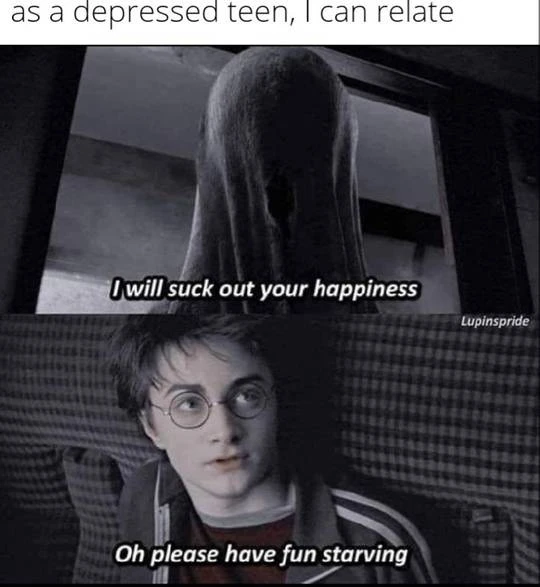 as a depressed teen, I can relate
I will suck out your happiness
Lupinspride
Oh please have fun starving